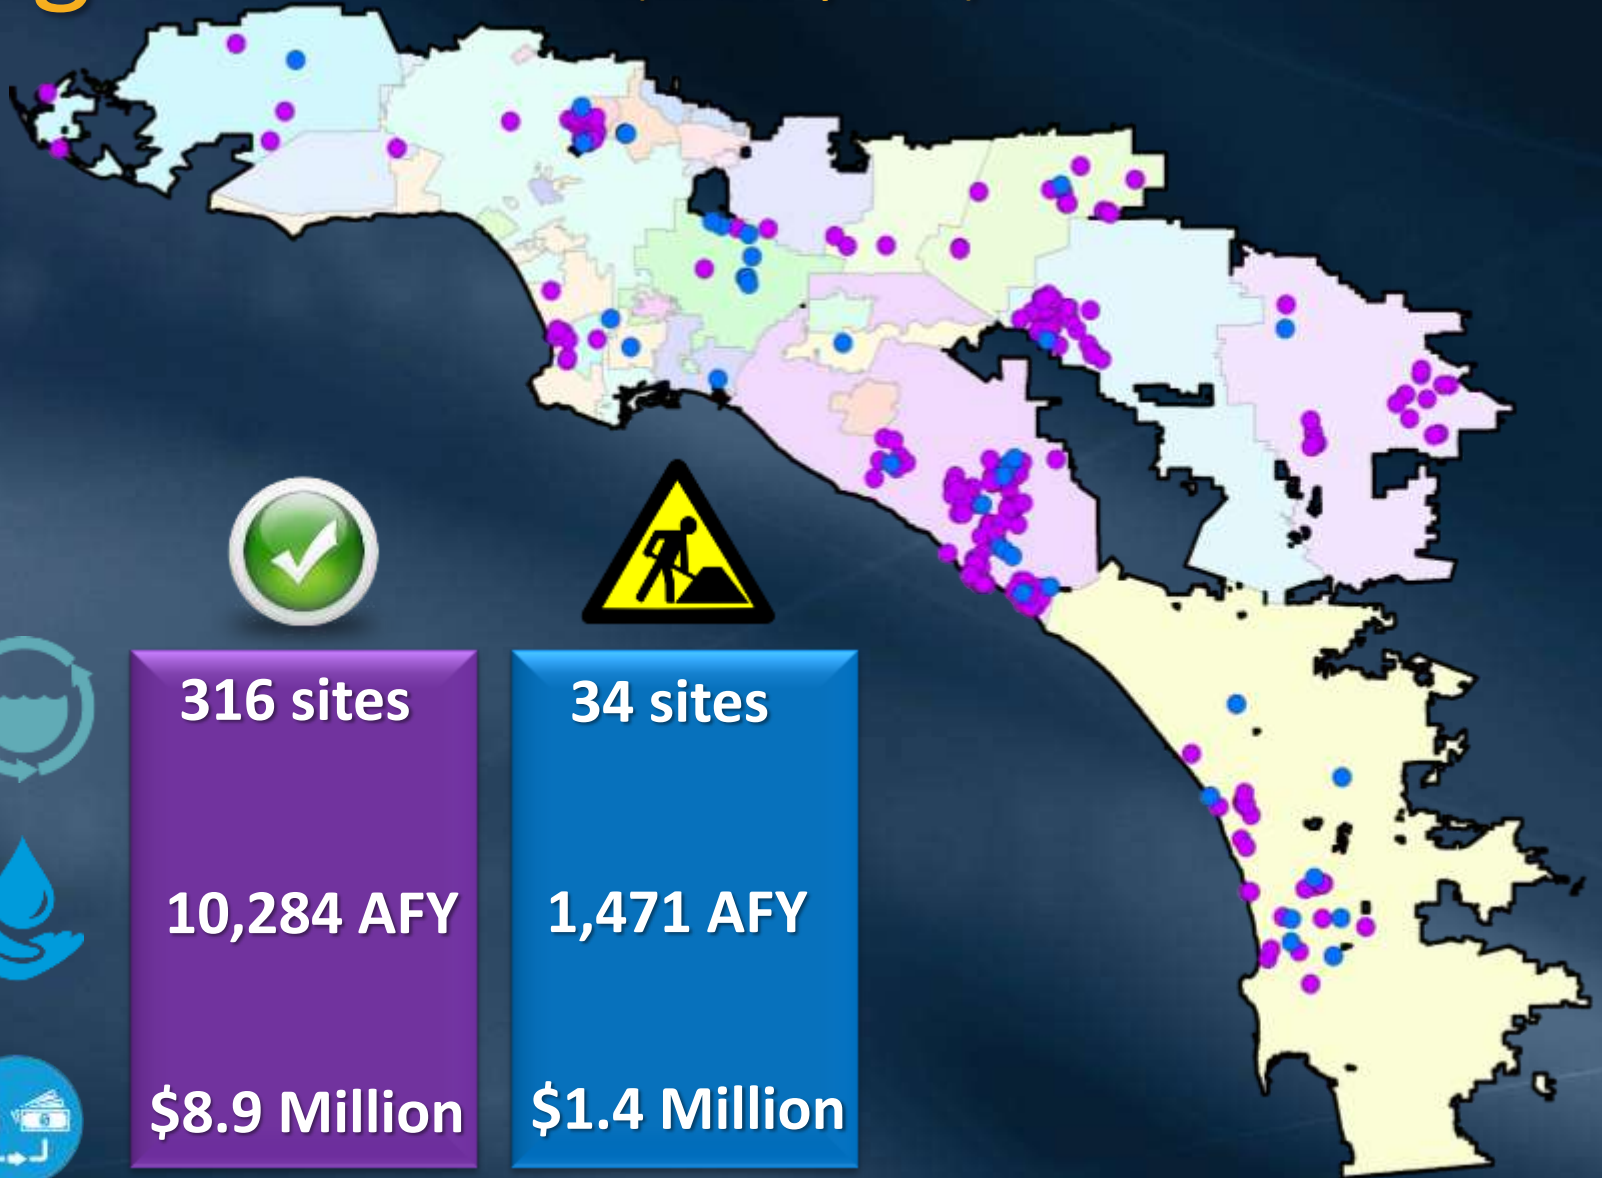 316 sites
34 sites
10,284 AFY
1,471 AFY
$8.9 Million
$1.4 Million